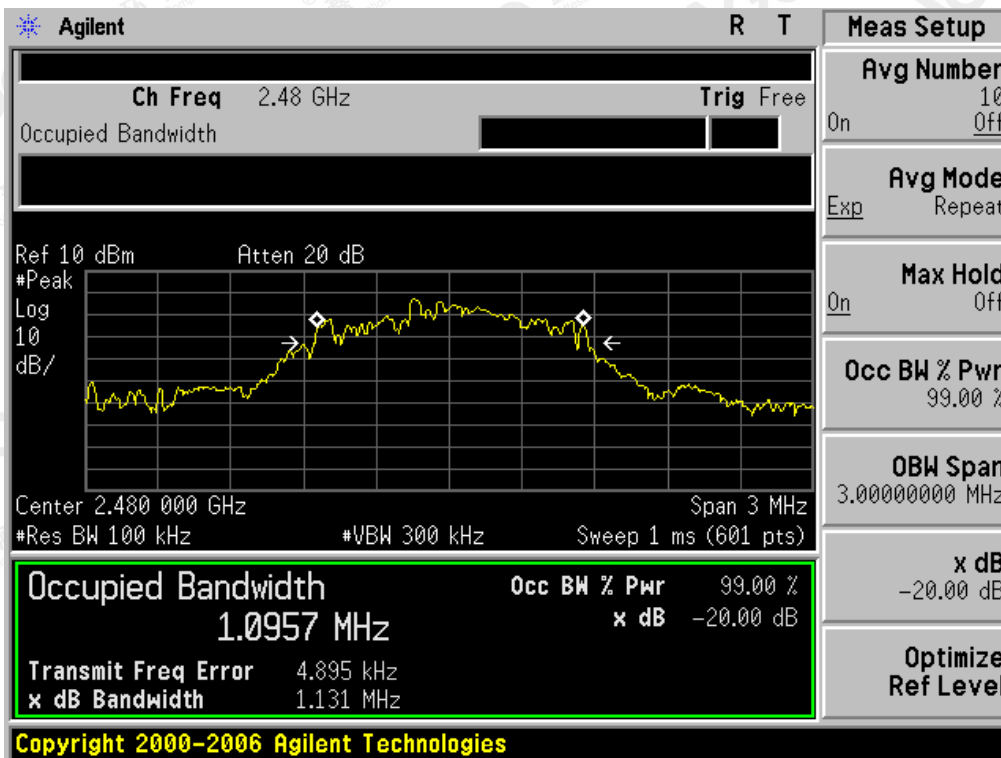 Agilent R T
Ch Freq 2.48 GHz Trig Free
Occupied Bandwidth
Ref 10 dBm Atten 20 dB
#Peak
Log
10
dB/
Center 2.480 000 GHz Span 3 MHz
#Res BW 100 kHz #VBW 300 kHz Sweep 1 ms (601 pts)
Occupied Bandwidth Occ BW % Pwr 99.00 %
1.0957 MHz x dB -20.00 dB
Transmit Freq Error 4.895 kHz
x dB Bandwidth 1.131 MHz
Copyright 2000-2006 Agilent Technologies
Meas Setup
Avg Number
10
On Off
Avg Mode
Exp Repeat
Max Hold
On Off
Occ BW % Pwr
99.00 %
OBW Span
3.00000000 MHz
x dB
-20.00 dB
Optimize
Ref Level